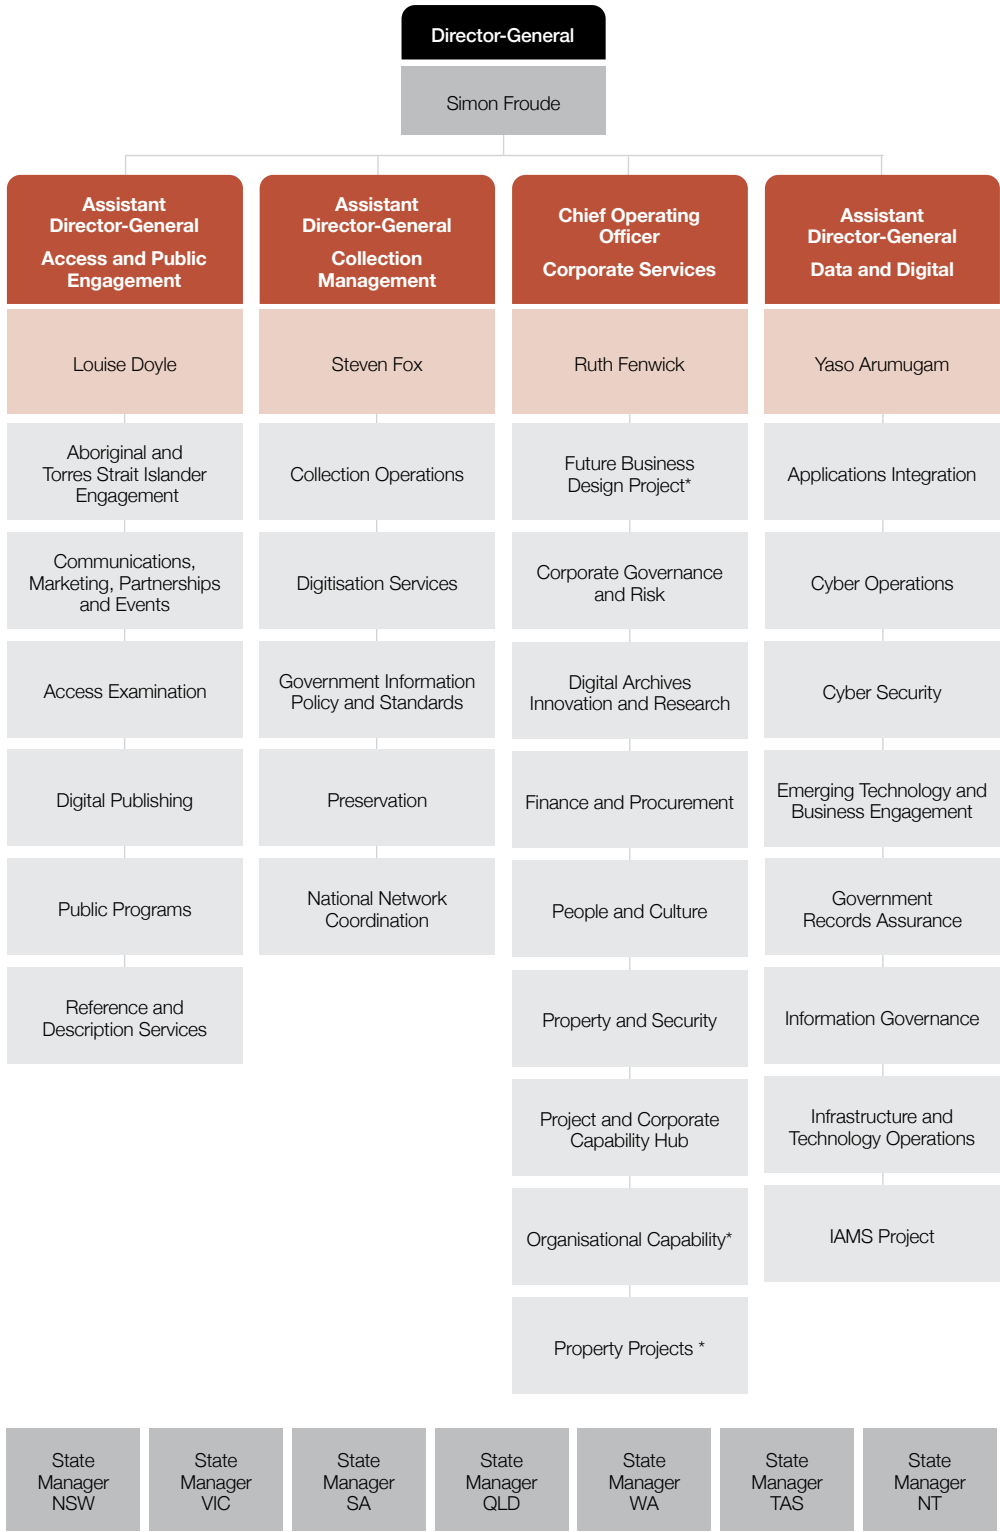 Director-General
Simon Froude
Assistant
Director-General
Access and Public
Engagement
Louise Doyle
Aboriginal and
Torres Strait Islander
Engagement
Communications,
Marketing, Partnerships
and Events
Access Examination
Digital Publishing
Public Programs
Reference and
Description Services
Assistant
Director-General
Collection
Management
Steven Fox
Collection Operations
Digitisation Services
Government Information
Policy and Standards
Preservation
National Network
Coordination
Chief Operating
Officer
Corporate Services
Ruth Fenwick
Future Business
Design Project*
Corporate Governance
and Risk
Digital Archives
Innovation and Research
Finance and Procurement
People and Culture
Property and Security
Project and Corporate
Capability Hub
Organisational Capability*
Property Projects *
Assistant
Director-General
Data and Digital
Yaso Arumugam
Applications Integration
Cyber Operations
Cyber Security
Emerging Technology and
Business Engagement
Government
Records Assurance
Information Governance
Infrastructure and
Technology Operations
IAMS Project
State
Manager
NSW
State
Manager
VIC
State
Manager
SA
State
Manager
QLD
State
Manager
WA
State
Manager
TAS
State
Manager
NT